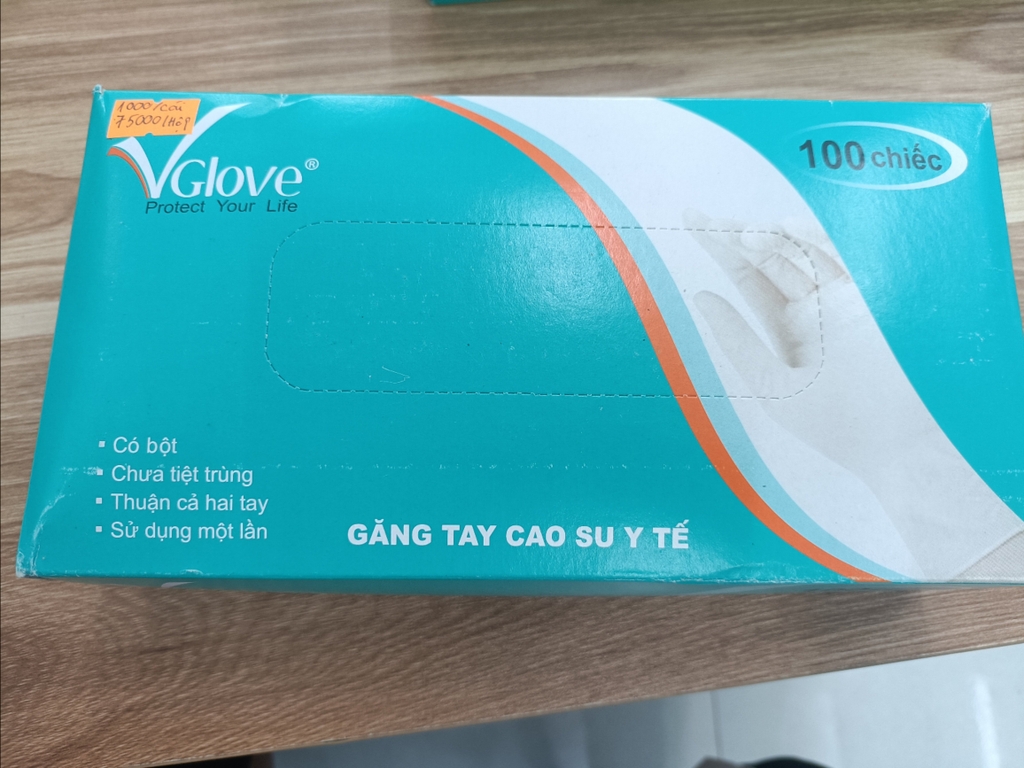 1000/cái
75000/Hộp
VGlove®
Protect Your Life
100 chiếc
▪ Có bột
▪ Chưa tiệt trùng
▪ Thuận cả hai tay
▪ Sử dụng một lần
GĂNG TAY CAO SU Y TẾ